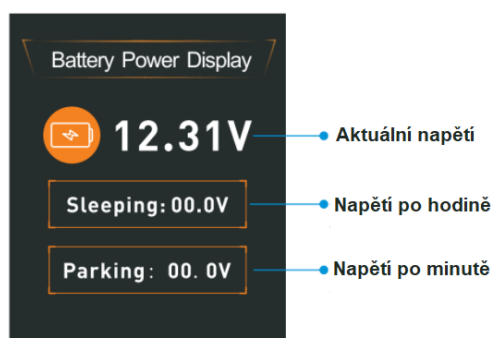 Battery Power Display
12.31V
Aktuální napětí
Sleeping: 00.0V
Napětí po hodině
Parking: 00. 0V
Napětí po minutě